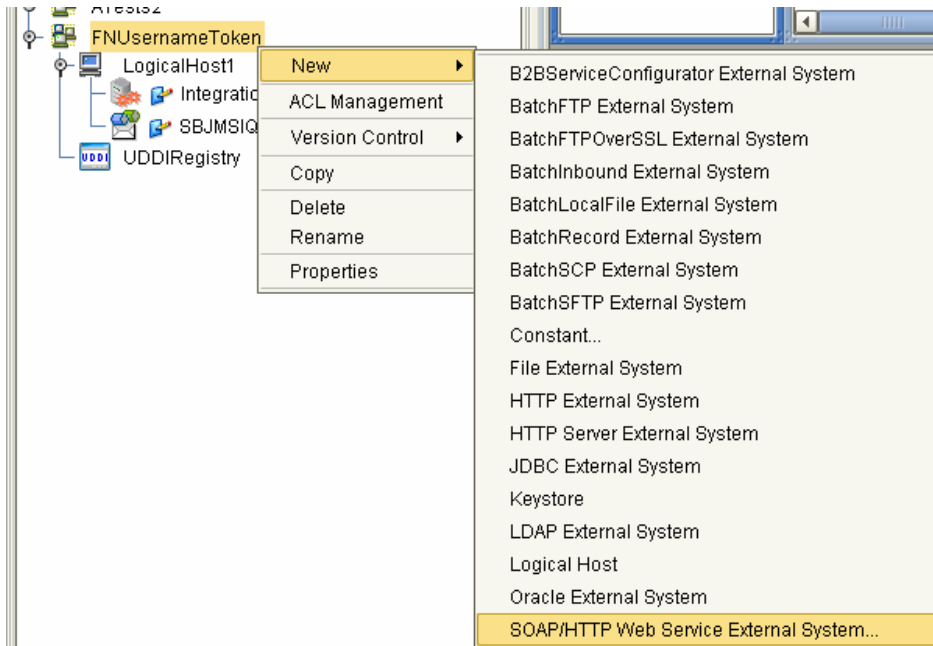 ATests2
FNUsernameToken
LogicalHost1
Integratio
SBJMSIQ
UDDI UDDIRegistry
New
ACL Management
Version Control
Copy
Delete
Rename
Properties
B2BServiceConfigurator External System
BatchFTP External System
BatchFTPOverSSL External System
BatchInbound External System
BatchLocalFile External System
BatchRecord External System
BatchSCP External System
BatchSFTP External System
Constant...
File External System
HTTP External System
HTTP Server External System
JDBC External System
Keystore
LDAP External System
Logical Host
Oracle External System
SOAP/HTTP Web Service External System...